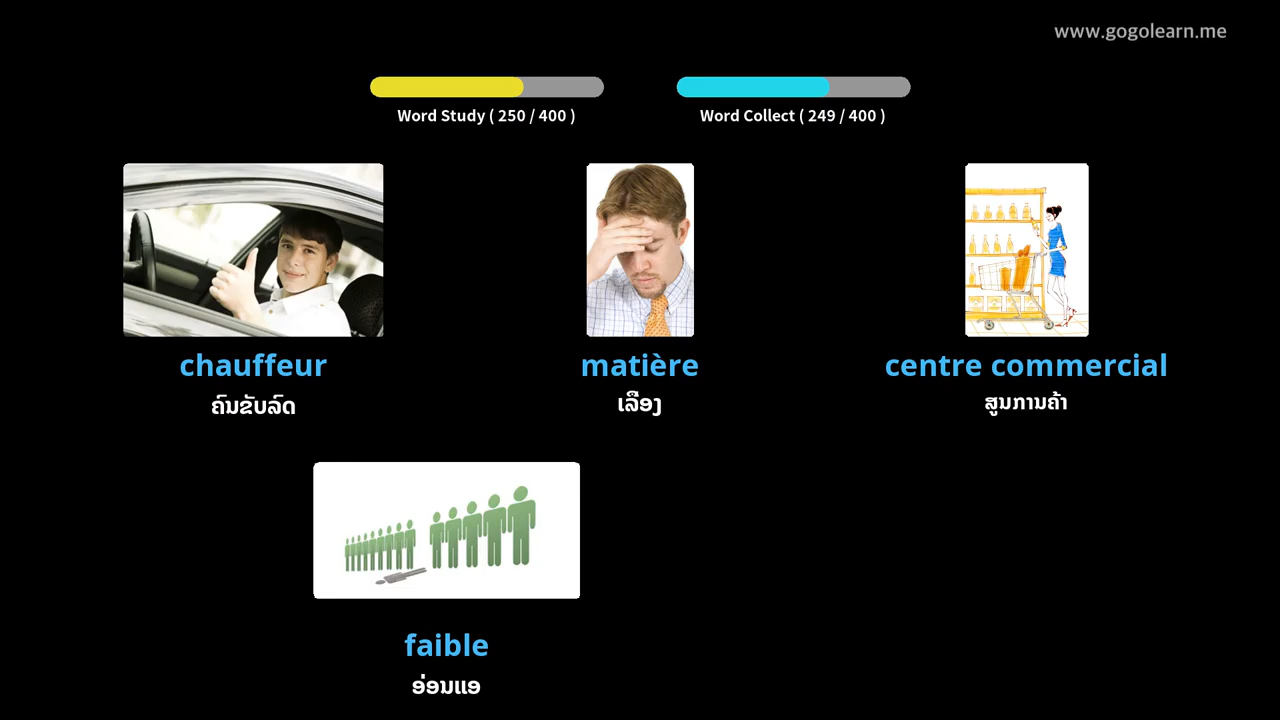 www.gogolearn.me
Word Study ( 250 / 400 )
Word Collect ( 249 / 400 )
chauffeur
ຄົນຂັບລົດ
matière
ເລື່ອງ
centre commercial
ສູນການຄ້າ
faible
ອ່ອນແອ